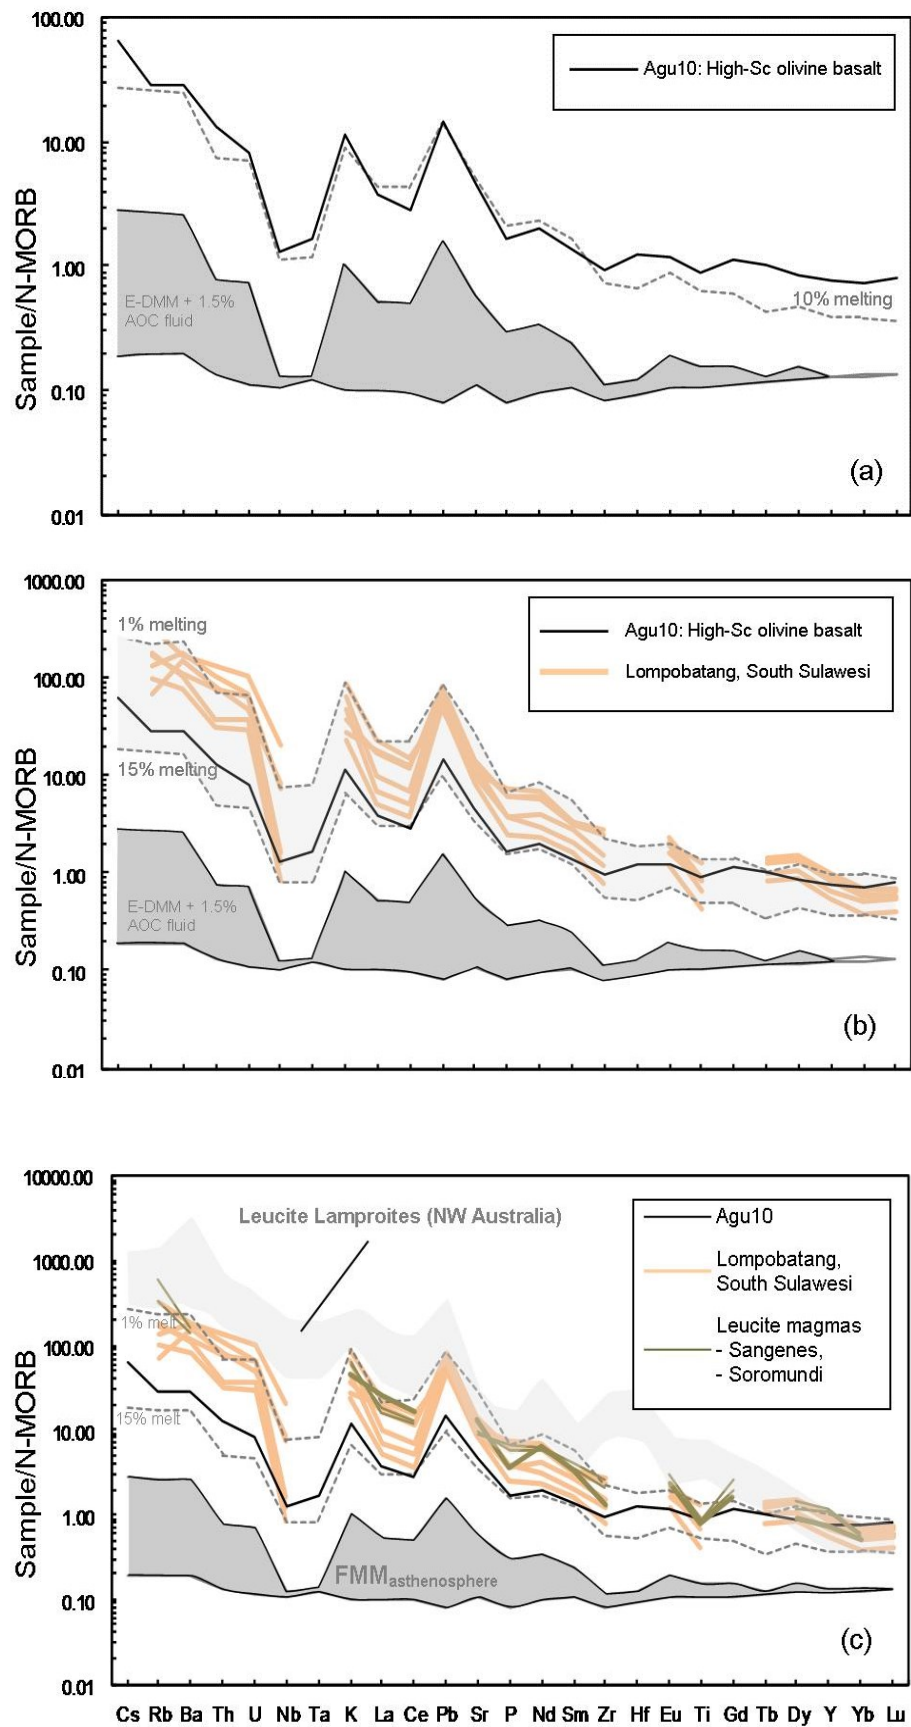 100.00
10.00
1.00
0.10
0.01
Sample/N-MORB
Agu10: High-Sc olivine basalt
E-DMM + 1.5%
AOC fluid
10% melting
(a)
1000.00
100.00
10.00
1.00
0.10
0.01
Sample/N-MORB
1% melting
15% melting
Agu10: High-Sc olivine basalt
Lompobatang, South Sulawesi
E-DMM + 1.5%
AOC fluid
(b)
10000.00
1000.00
100.00
10.00
1.00
0.10
0.01
Sample/N-MORB
Leucite Lamproites (NW Australia)
Agu10
Lompobatang,
South Sulawesi
Leucite magmas
- Sangenes,
- Soromundi
1% melt
15% melt
FMMasthenosphere
(c)
Cs Rb Ba Th U Nb Ta K La Ce Pb Sr P Nd Sm Zr Hf Eu Ti Gd Tb Dy Y Yb Lu